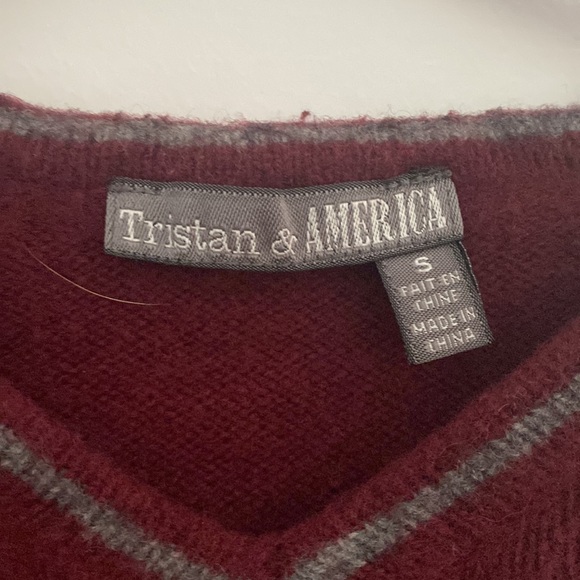 Tristan & AMERICA
S
FAIT EN
CHINE
MADE IN
CHINA